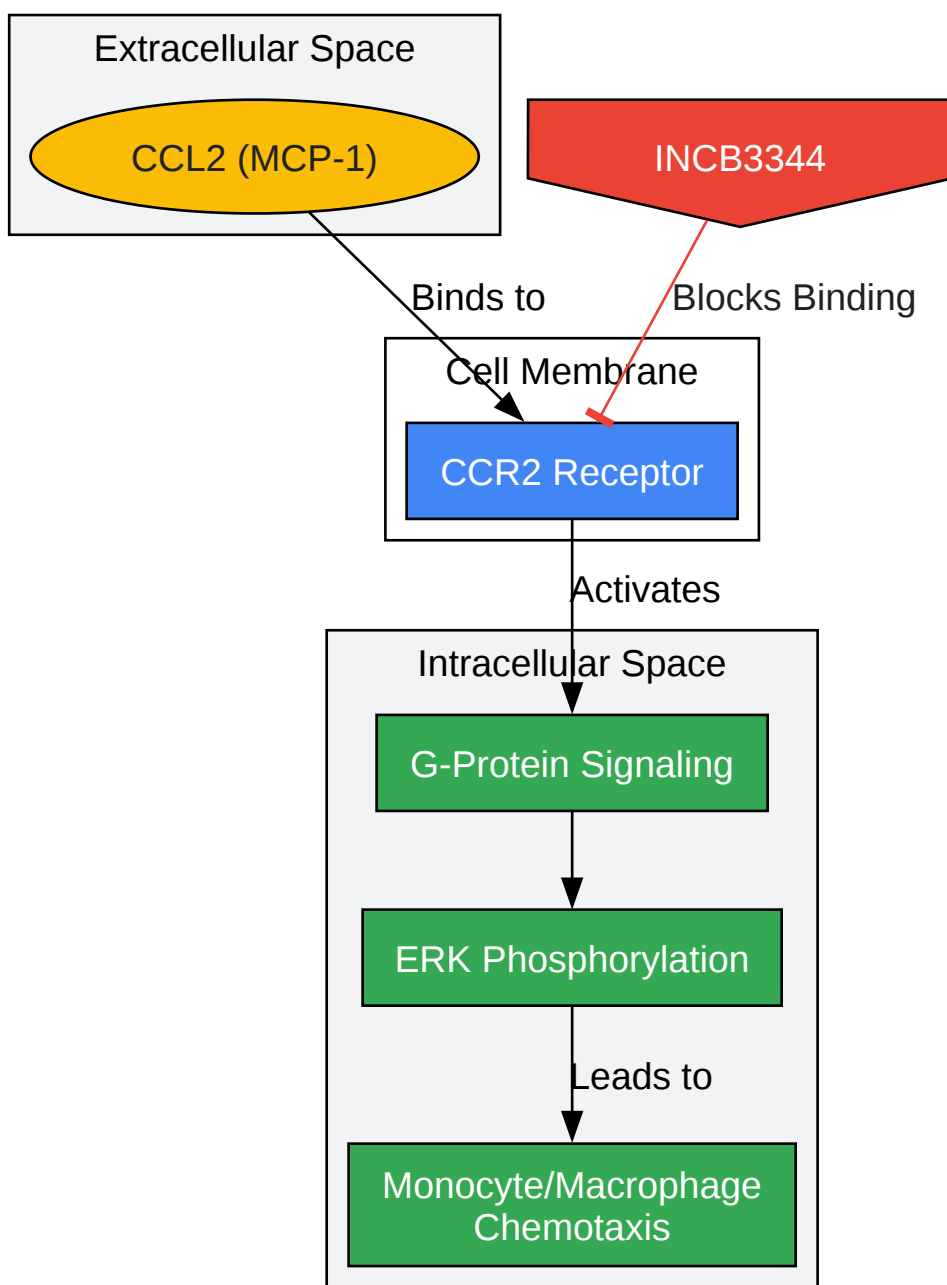 Extracellular Space
CCL2 (MCP-1)
INCB3344
Binds to
Blocks Binding
Cell Membrane
CCR2 Receptor
Activates
Intracellular Space
G-Protein Signaling
ERK Phosphorylation
Leads to
Monocyte/Macrophage
Chemotaxis